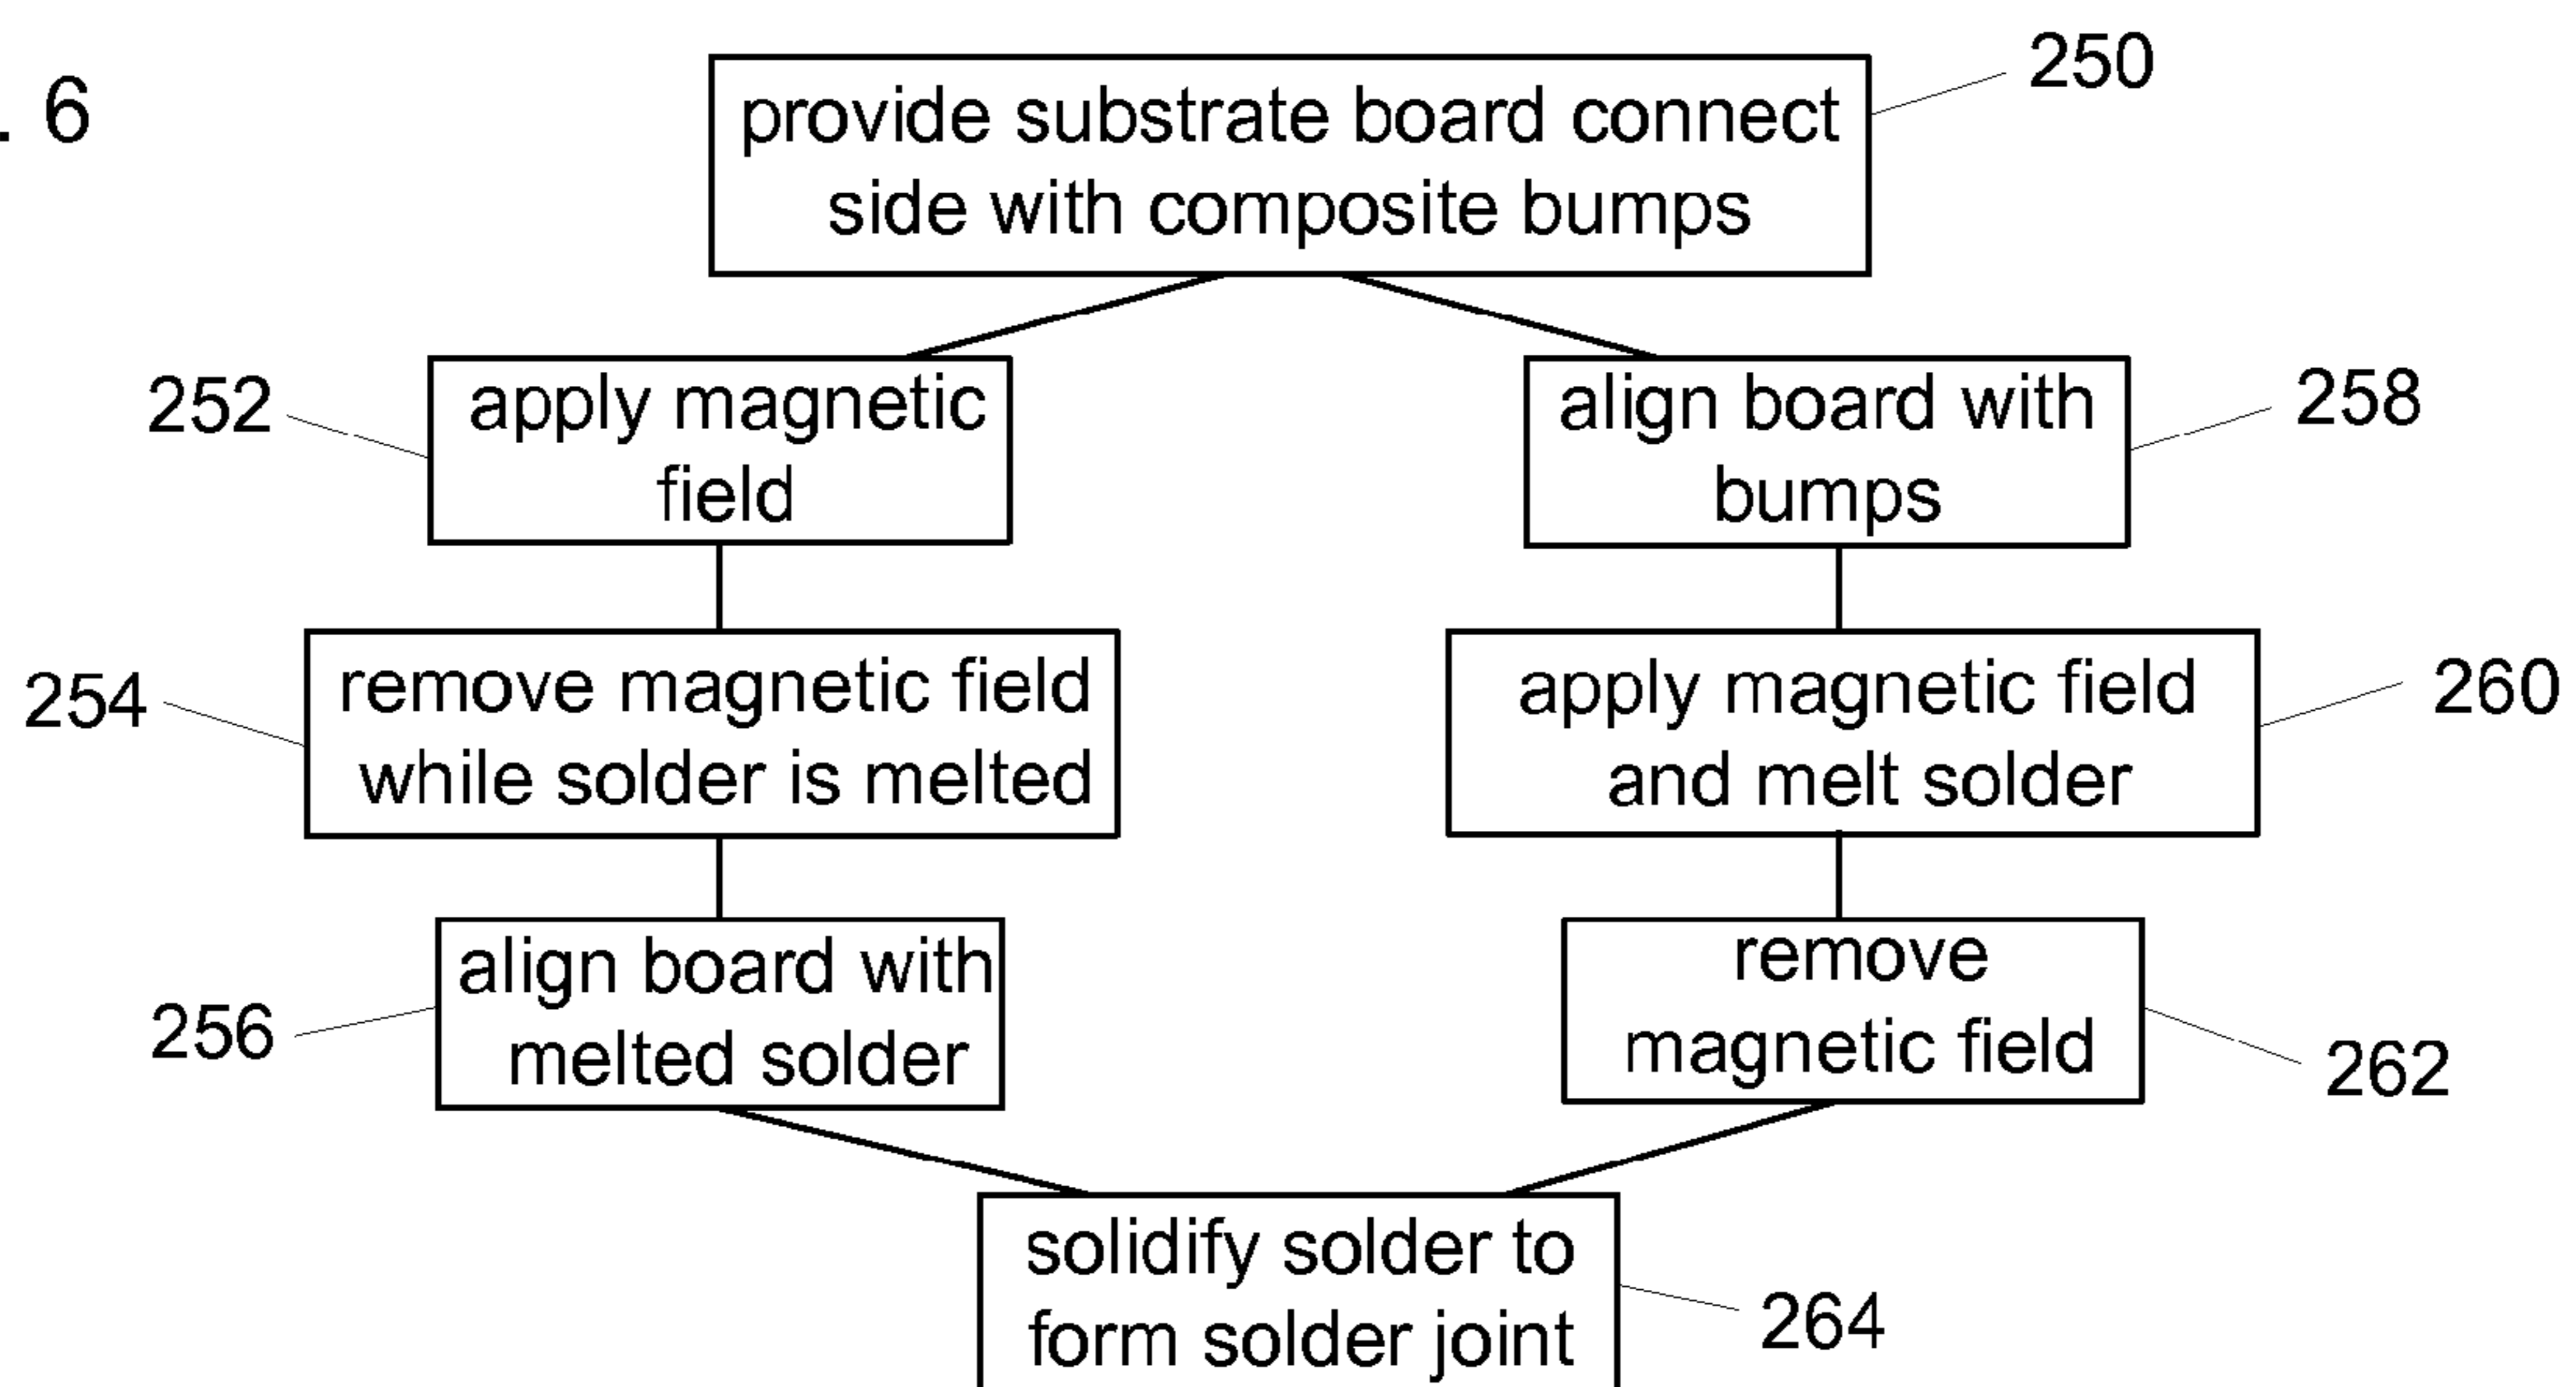 . 6
250
provide substrate board connect
side with composite bumps
252
apply magnetic
field
258
align board with
bumps
254
remove magnetic field
while solder is melted
260
apply magnetic field
and melt solder
256
align board with
melted solder
262
remove
magnetic field
solidify solder to
form solder joint
264